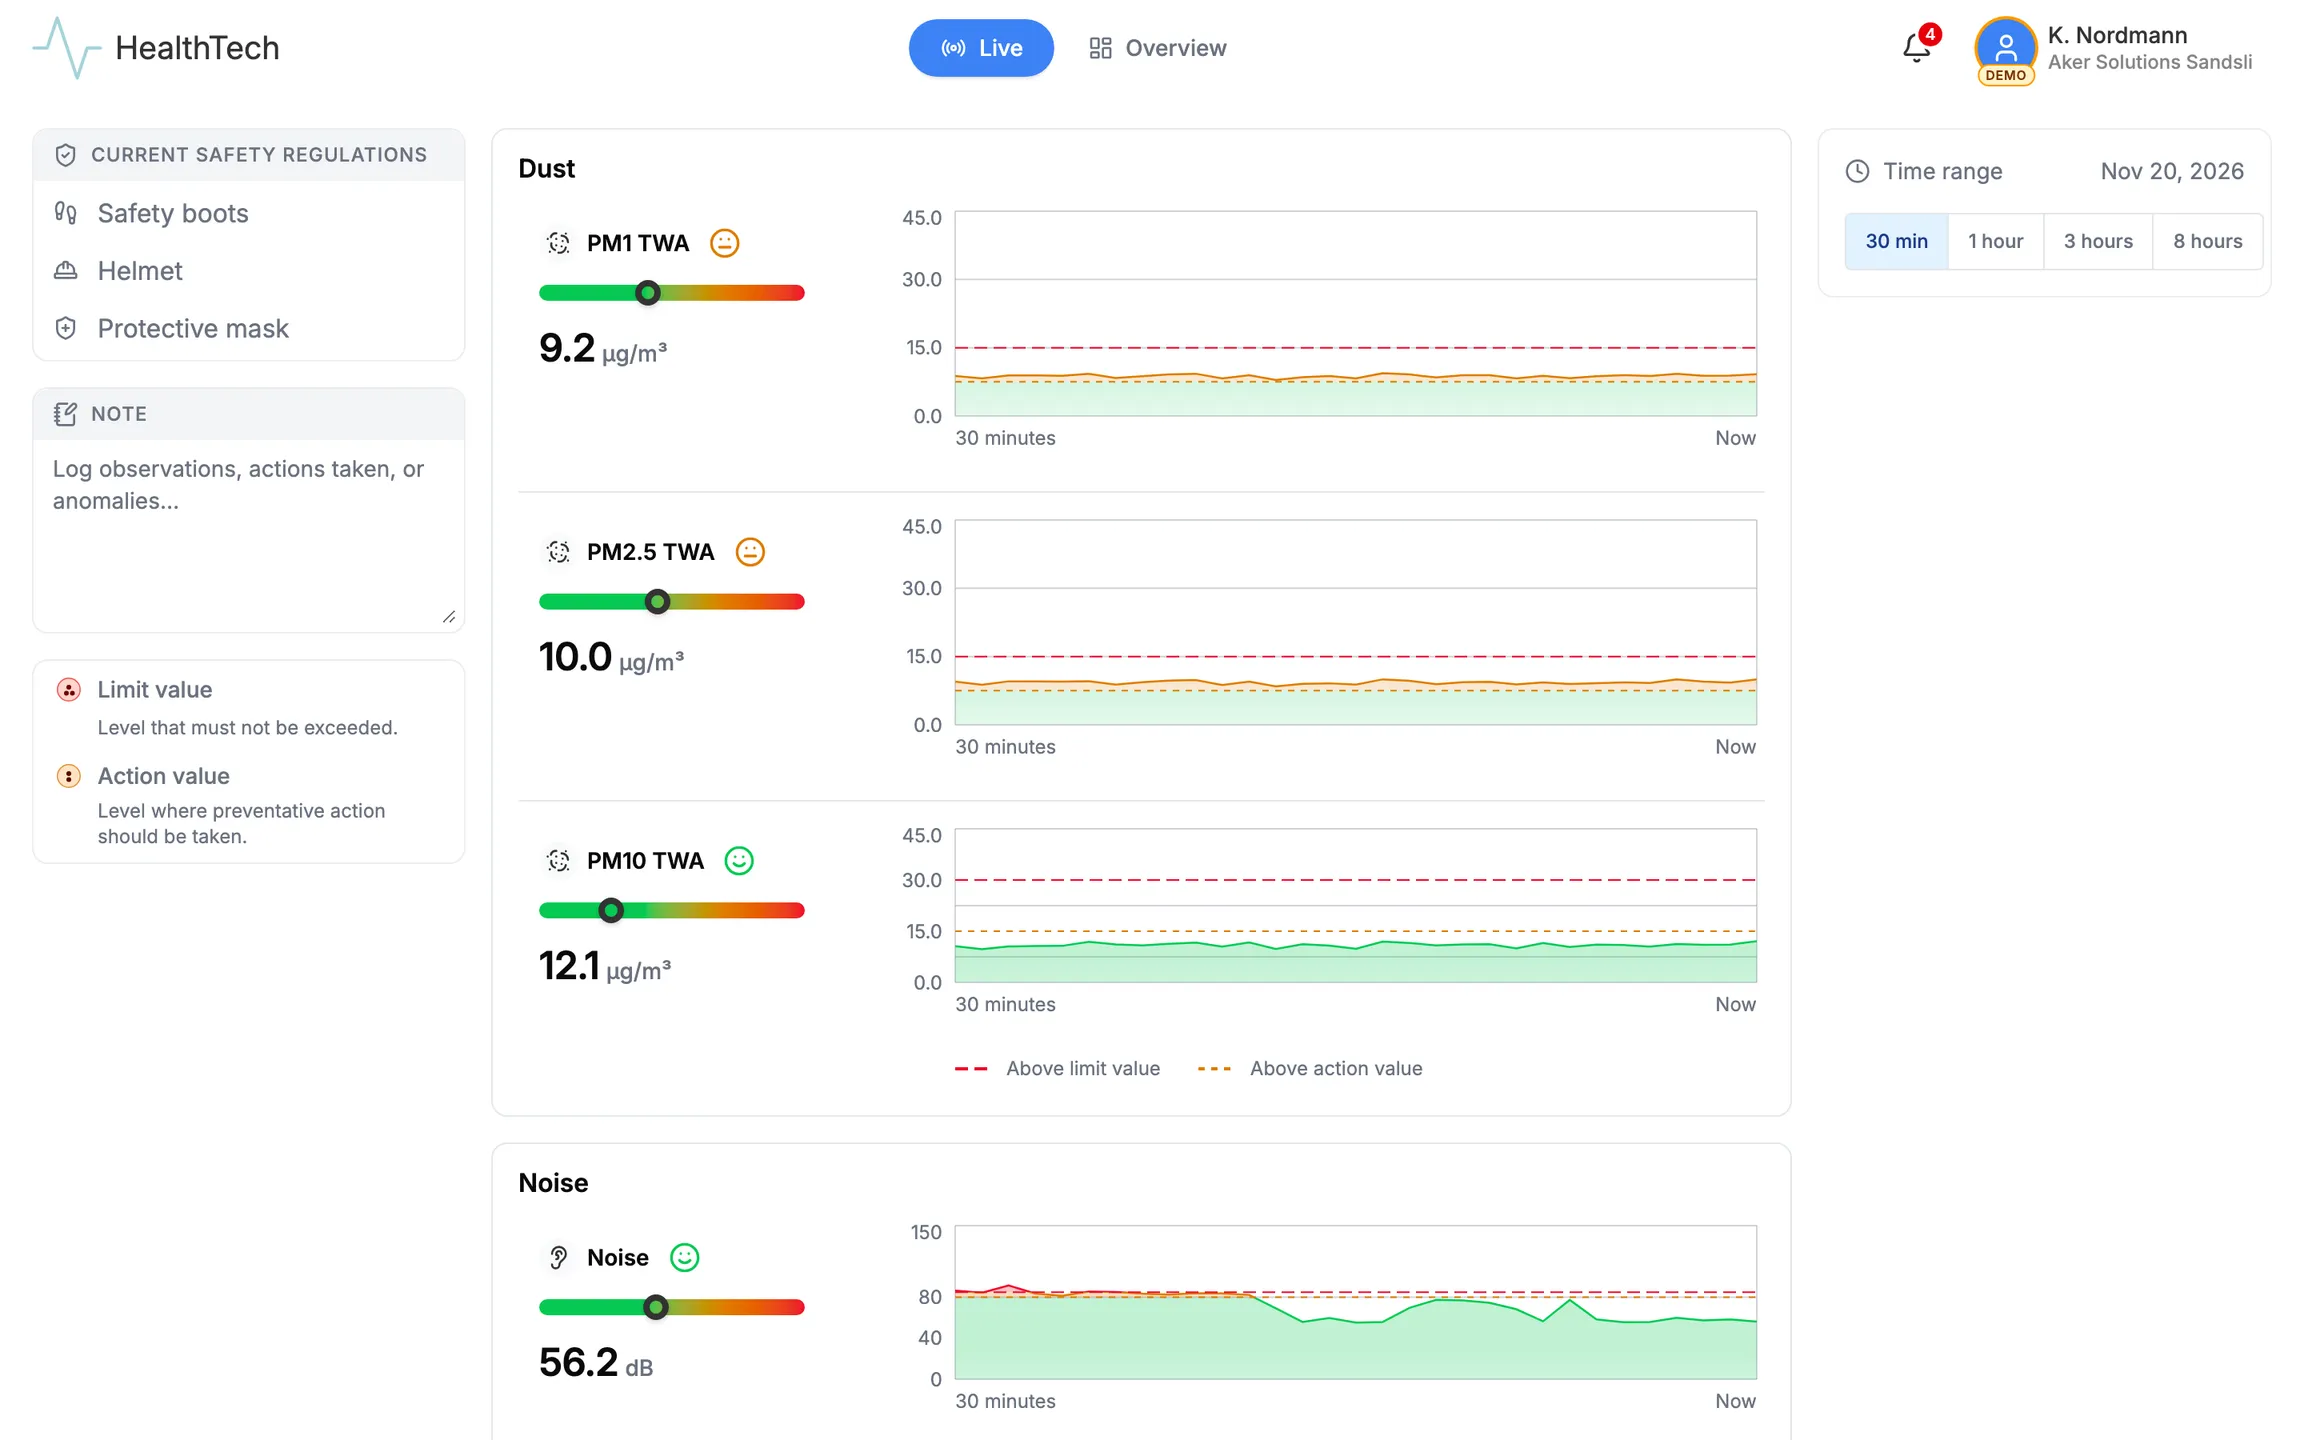 HealthTech
Live
Overview
4
DEMO
K. Nordmann
Aker Solutions Sandsli
CURRENT SAFETY REGULATIONS
Safety boots
Helmet
Protective mask
NOTE
Log observations, actions taken, or
anomalies...
Limit value
Level that must not be exceeded.
Action value
Level where preventative action
should be taken.
Dust
PM1 TWA
9.2 µg/m³
45.0
30.0
15.0
0.0
30 minutes
Now
PM2.5 TWA
10.0 µg/m³
45.0
30.0
15.0
0.0
30 minutes
Now
PM10 TWA
12.1 µg/m³
45.0
30.0
15.0
0.0
30 minutes
Now
Above limit value
Above action value
Noise
Noise
56.2 dB
150
80
40
0
30 minutes
Now
Time range
Nov 20, 2026
30 min
1 hour
3 hours
8 hours